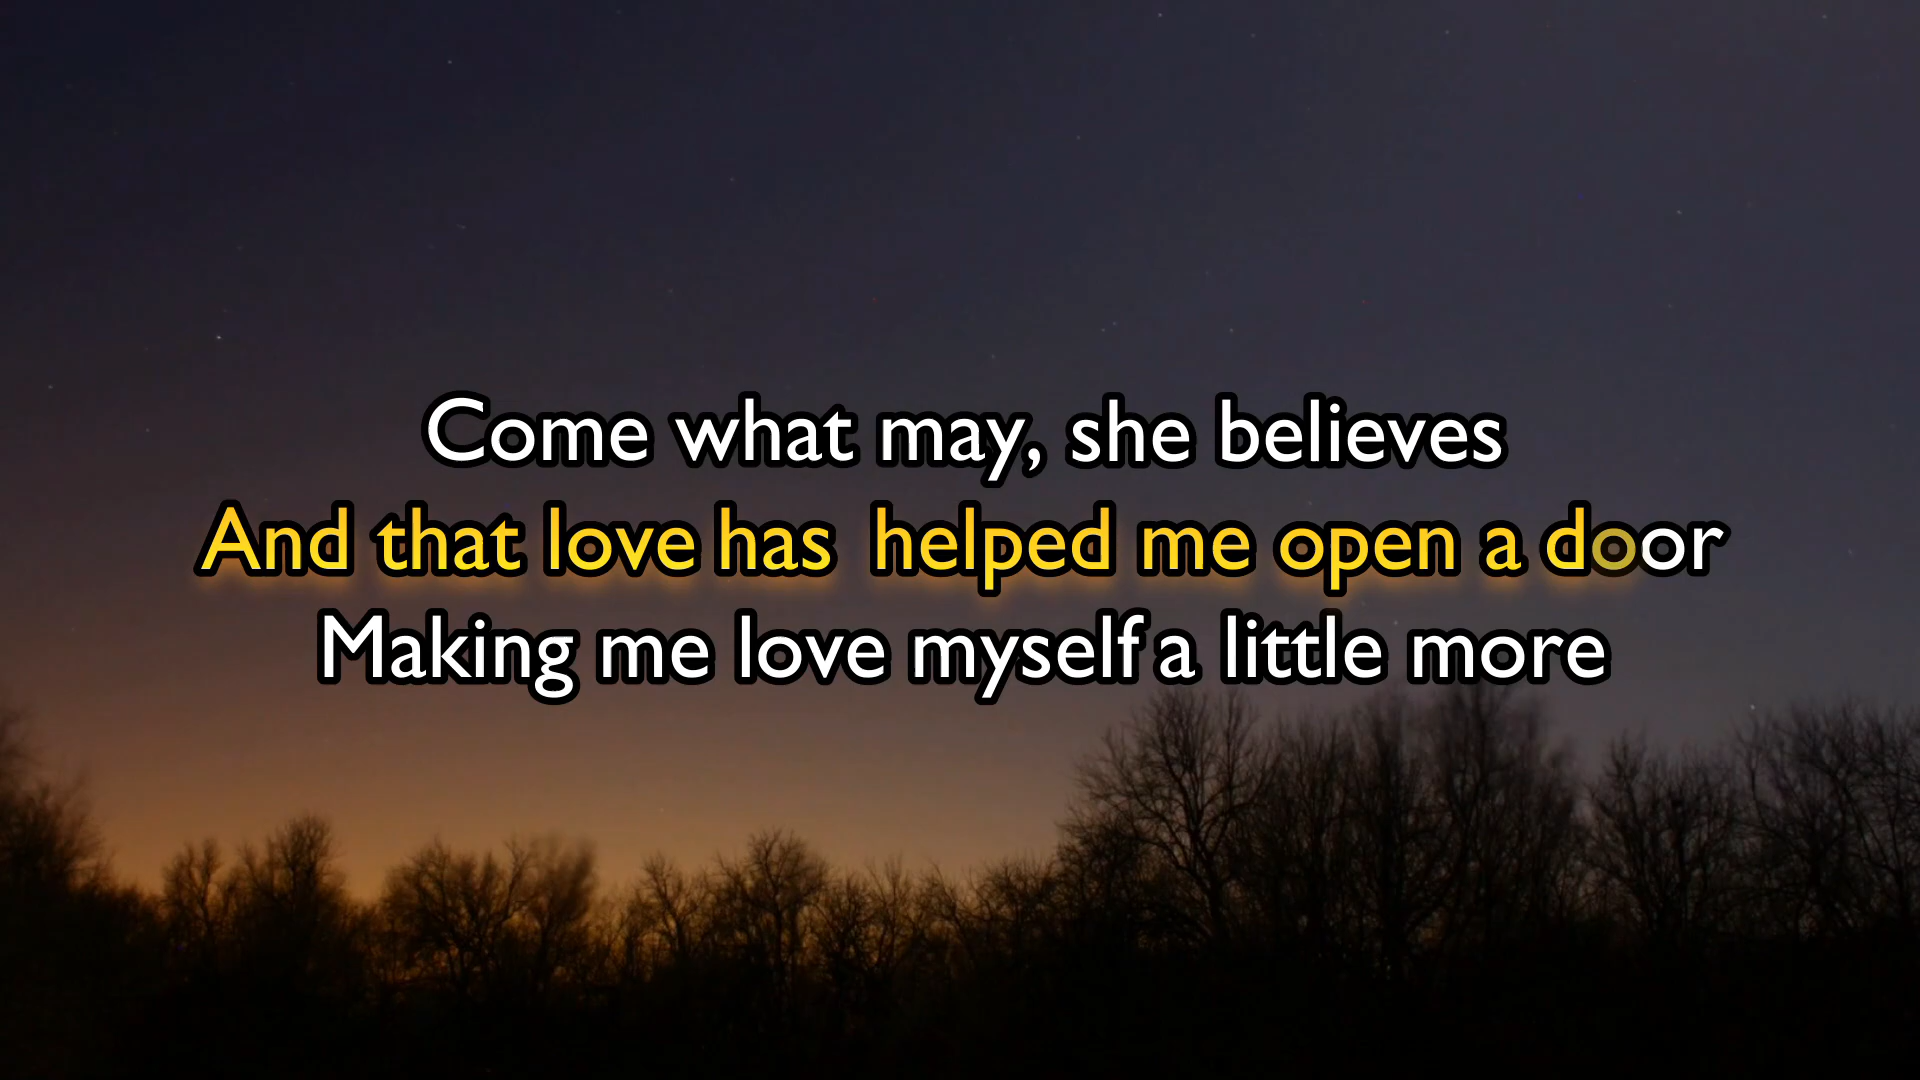 Come what may, she believes
And that love has helped me open a door
Making me love myself a little more